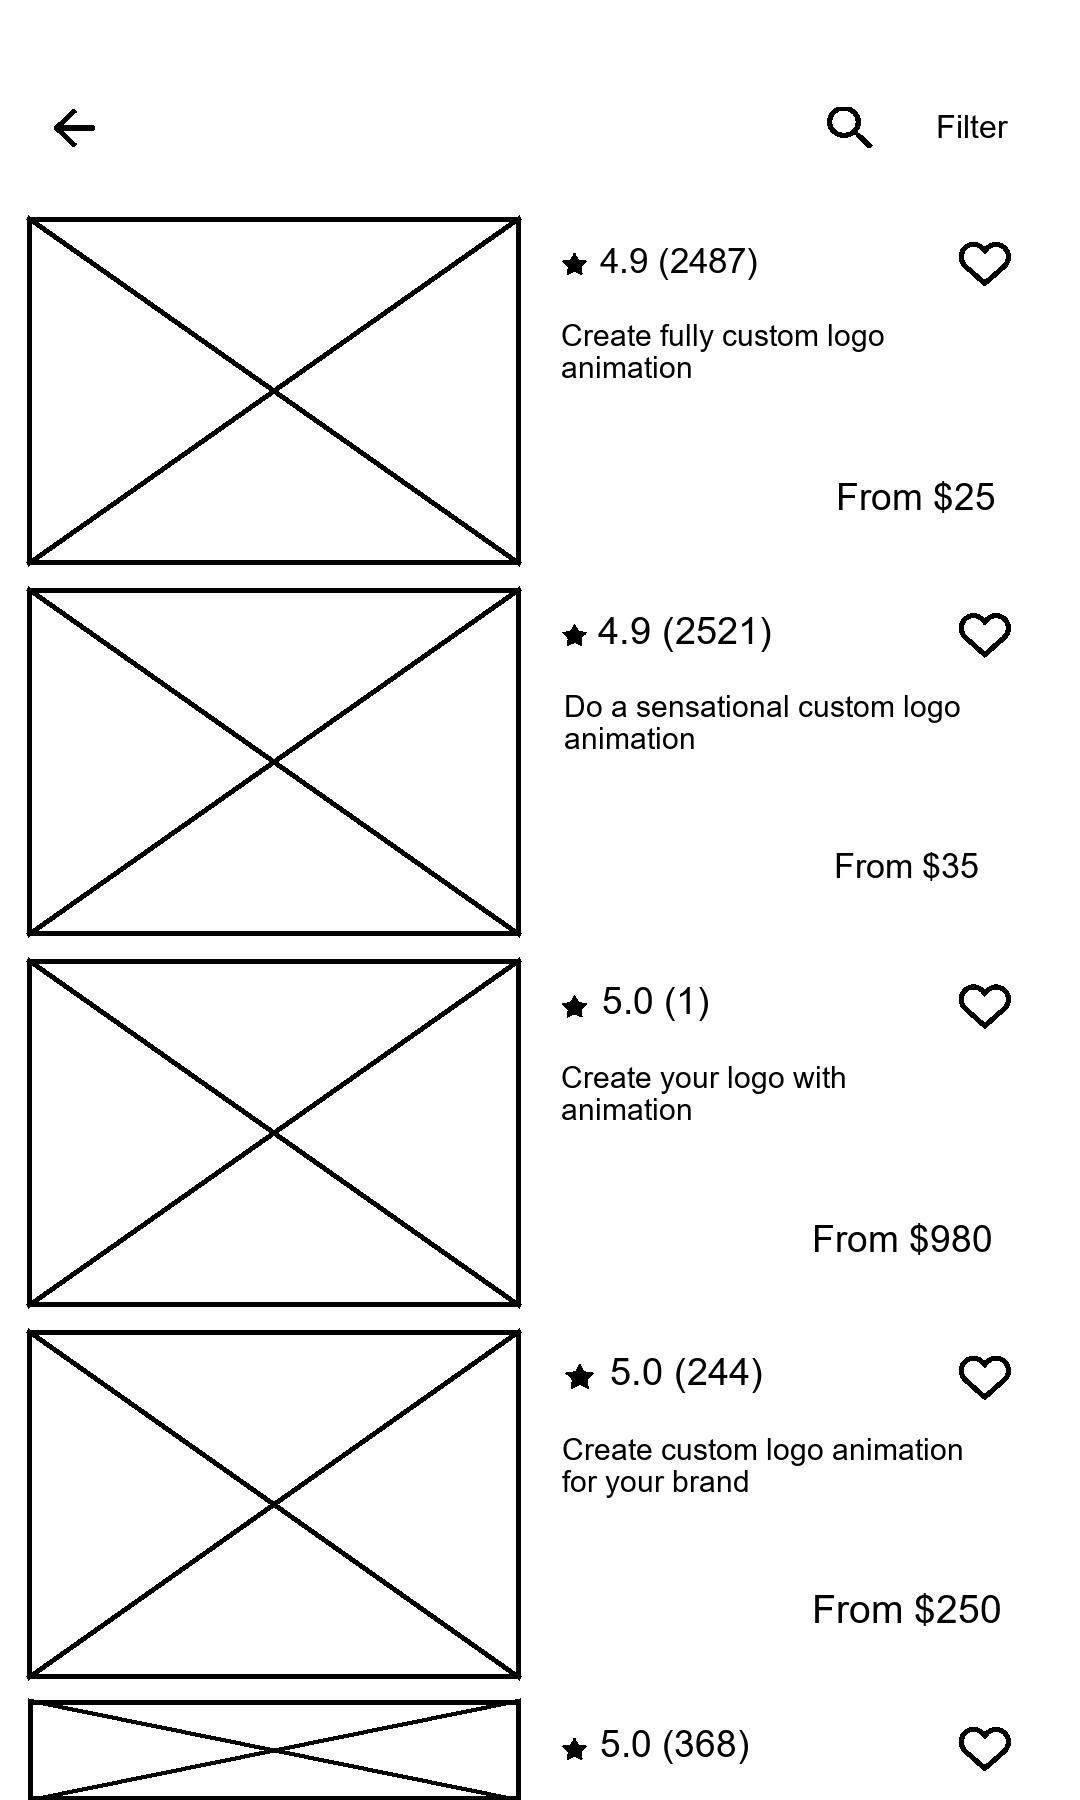 Filter
4.9 (2487)
Create fully custom logo
animation
From $25
4.9 (2521)
Do a sensational custom logo
animation
From $35
5.0 (1)
Create your logo with
animation
From $980
5.0 (244)
Create custom logo animation
for your brand
From $250
5.0 (368)